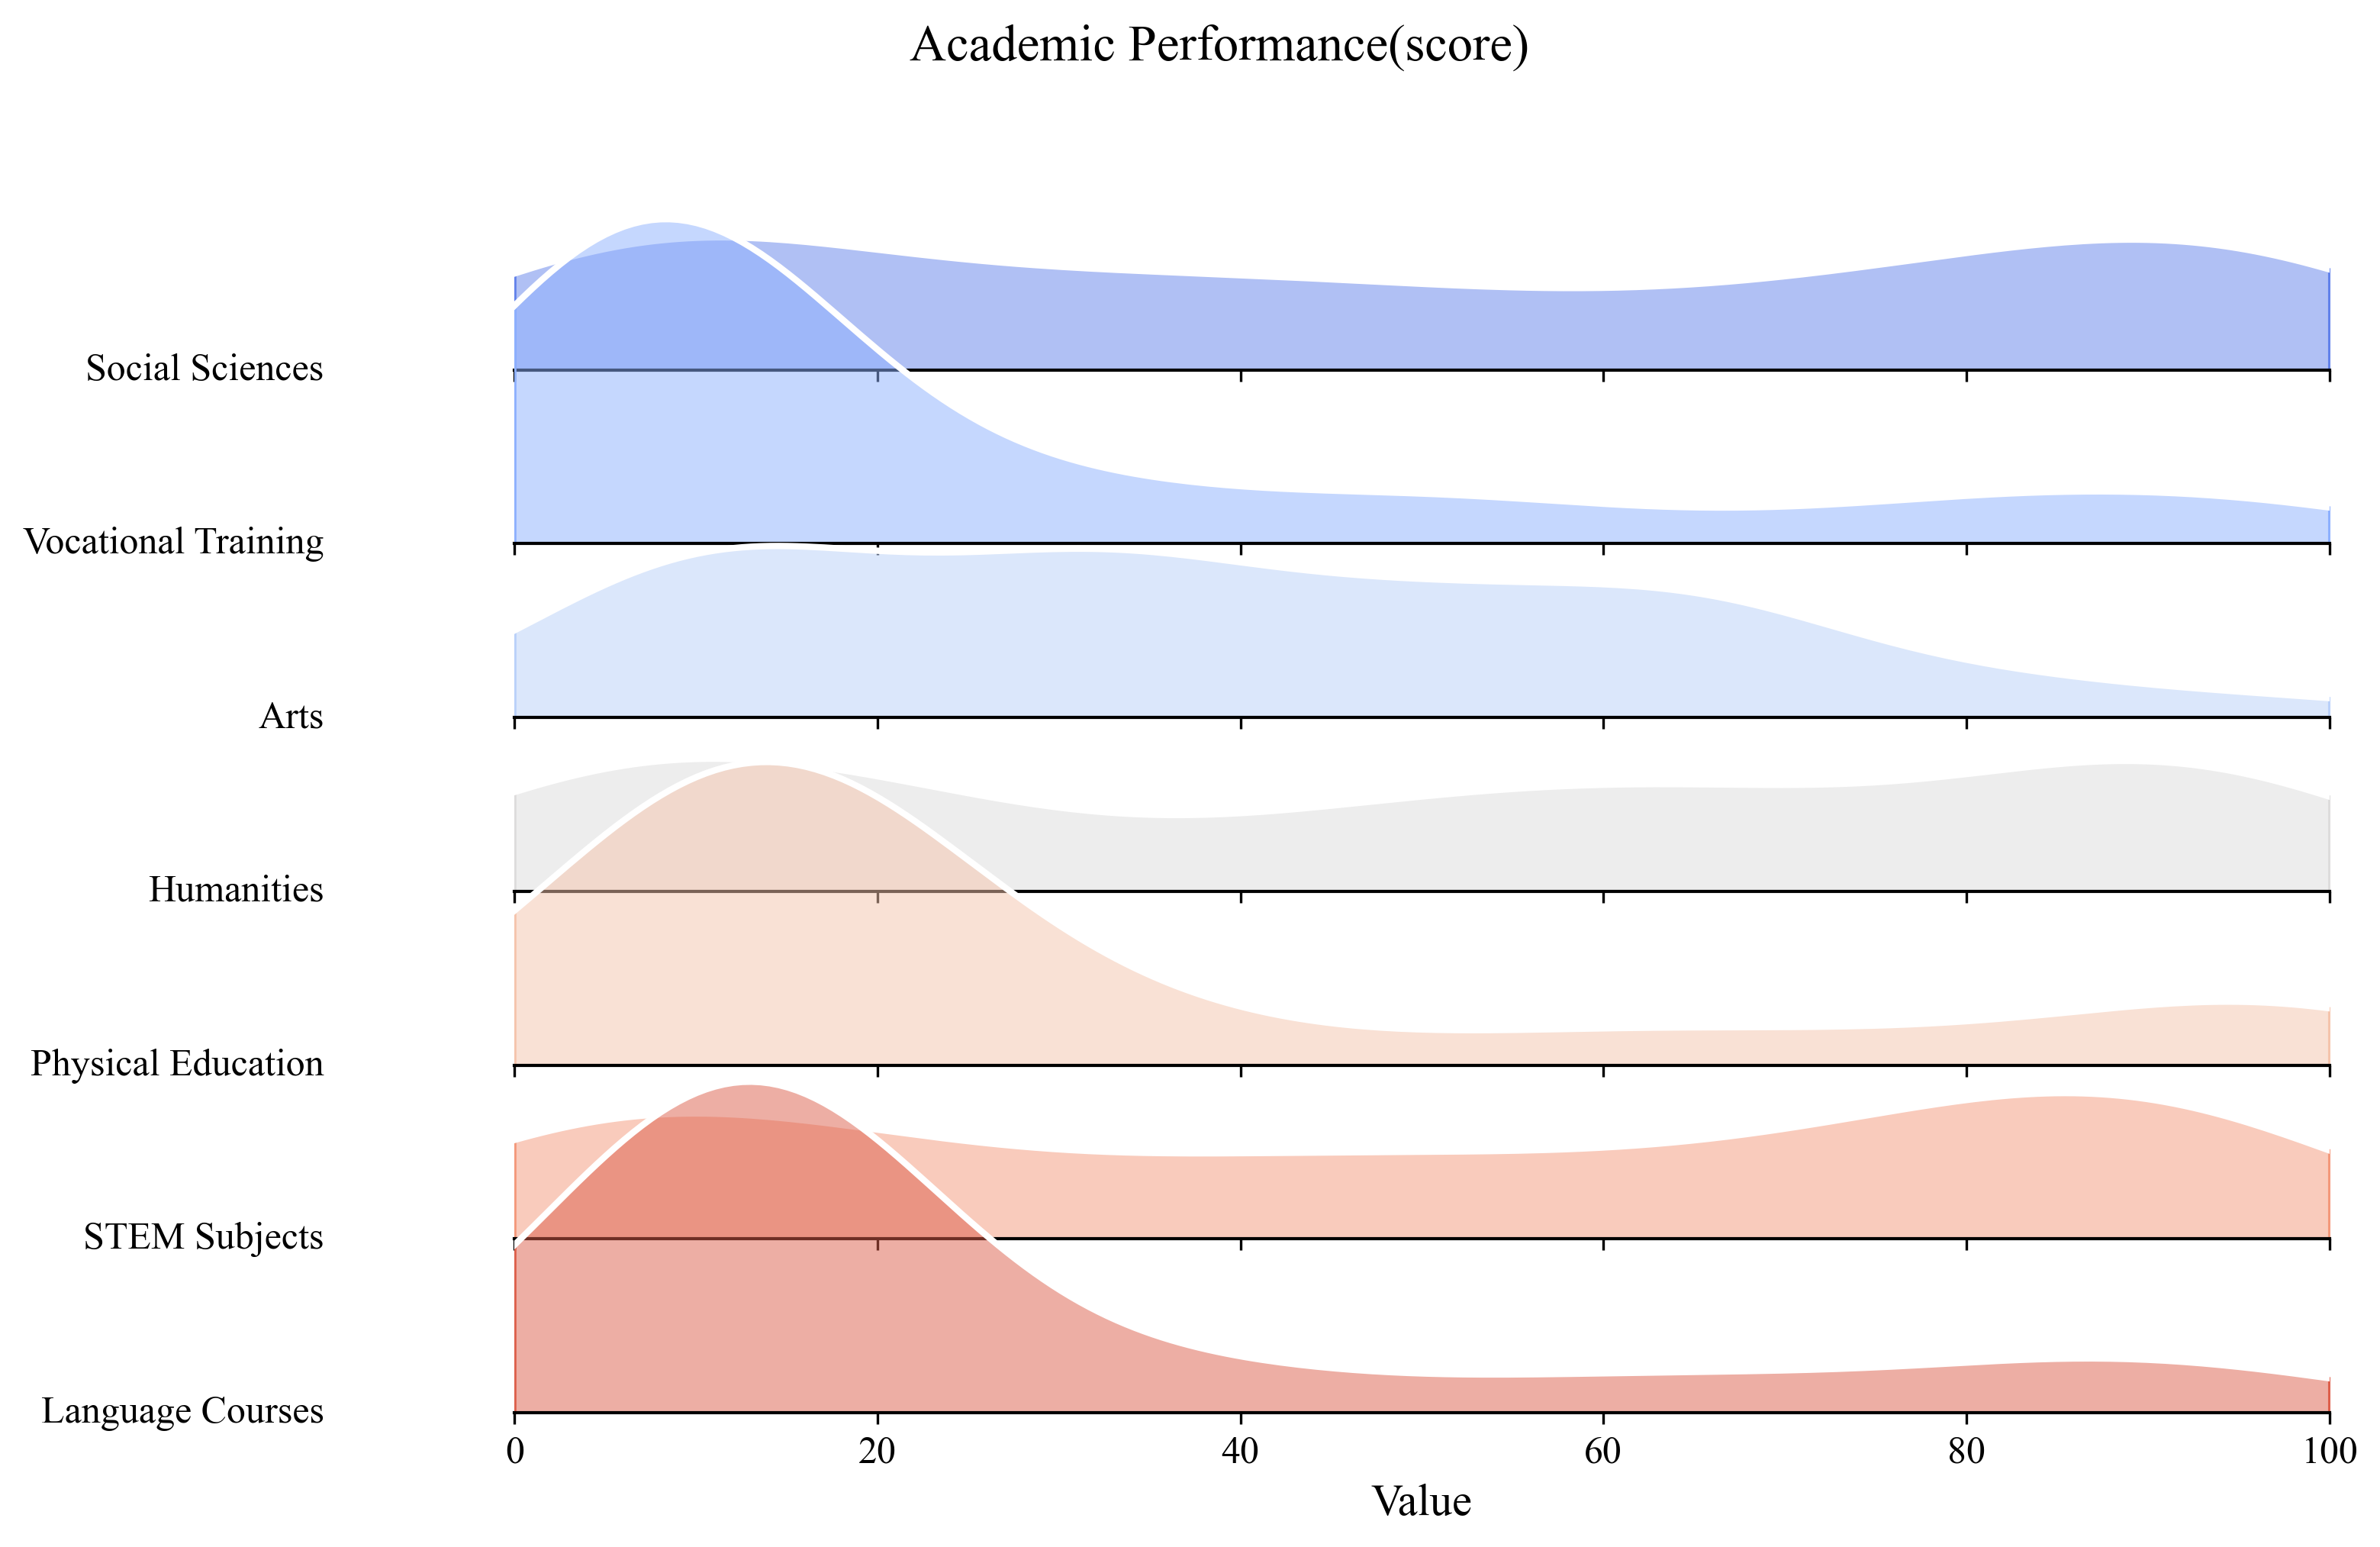 Academic Performance(score)
Social Sciences
Vocational Training
Arts
Humanities
Physical Education
STEM Subjects
Language Courses
0 20 40 60 80 100
Value